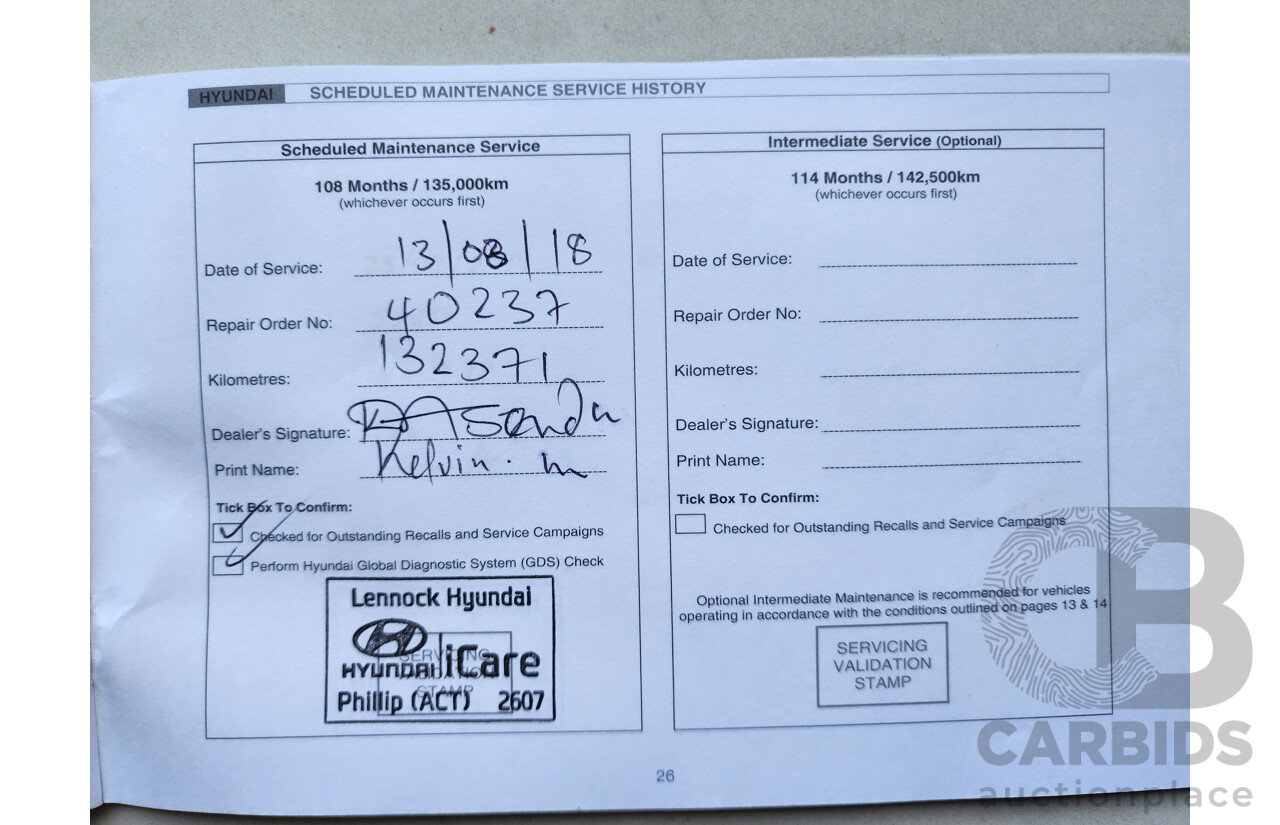 HYUNDAI SCHEDULED MAINTENANCE SERVICE HISTORY
Scheduled Maintenance Service
108 Months / 135,000km
(whichever occurs first)
Date of Service: 13/08/18
Repair Order No: 40237
Kilometres: 132371
Dealer's Signature:
Print Name: Kelvin. m
Tick Box To Confirm:
Checked for Outstanding Recalls and Service Campaigns
Perform Hyundai Global Diagnostic System (GDS) Check
Lennock Hyundai
HYUNDAI iCare
Phillip (ACT) 2607
SERVICING
VALIDATION
STAMP
Intermediate Service (Optional)
114 Months / 142,500km
(whichever occurs first)
Date of Service:
Repair Order No:
Kilometres:
Dealer's Signature:
Print Name:
Tick Box To Confirm:
Checked for Outstanding Recalls and Service Campaigns
Optional Intermediate Maintenance is recommended for vehicles
operating in accordance with the conditions outlined on pages 13 & 14
SERVICING
VALIDATION
STAMP
26
CB
CARBIDS
auctionplace